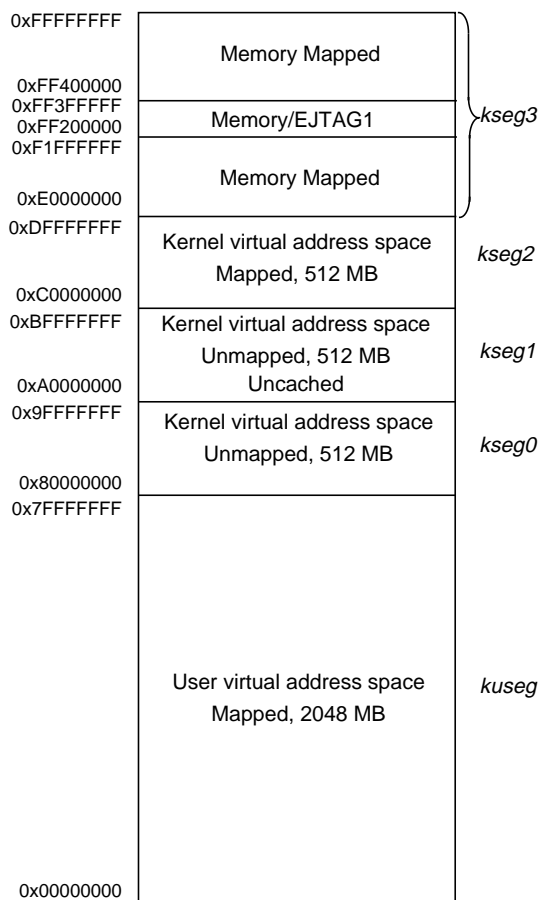 0xFFFFFFFF
Memory Mapped
0xFF400000
0xFF3FFFFF
Memory/EJTAG1
kseg3
0xFF200000
0xF1FFFFFF
Memory Mapped
0xE0000000
0xDFFFFFFF
Kernel virtual address space
Mapped, 512 MB
kseg2
0xC0000000
0xBFFFFFFF
Kernel virtual address space
Unmapped, 512 MB
Uncached
kseg1
0xA0000000
0x9FFFFFFF
Kernel virtual address space
Unmapped, 512 MB
kseg0
0x80000000
0x7FFFFFFF
User virtual address space
Mapped, 2048 MB
kuseg
0x00000000